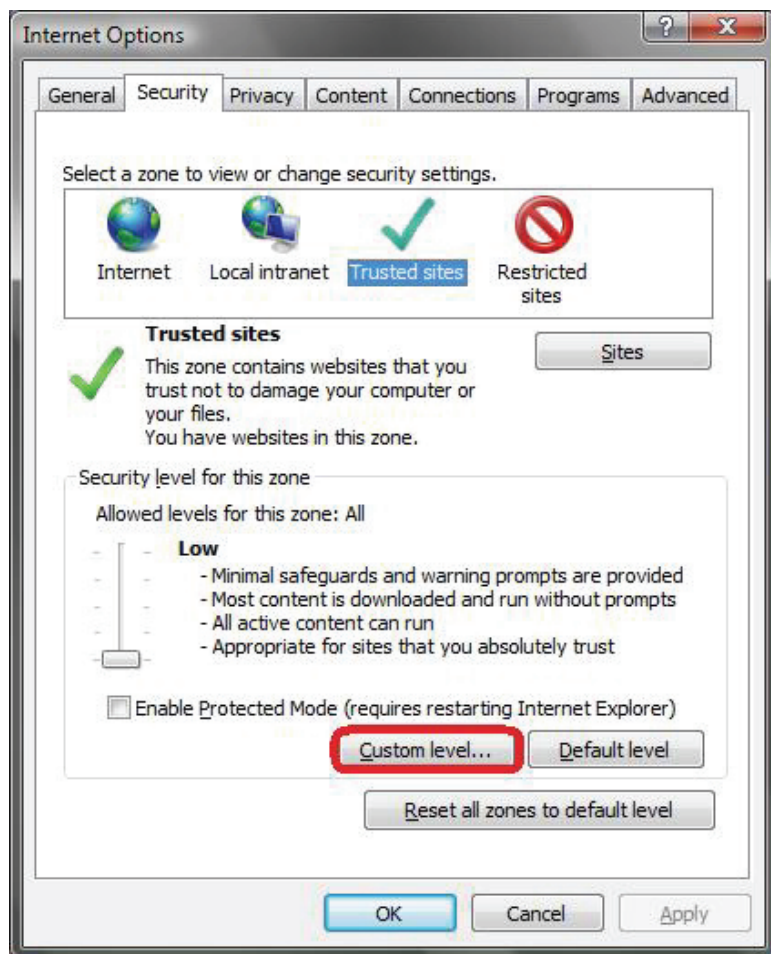 Internet Options
?
X
General Security Privacy Content Connections Programs Advanced
Select a zone to view or change security settings.
Internet Local intranet Trusted sites Restricted
sites
Trusted sites
This zone contains websites that you
trust not to damage your computer or
your files.
You have websites in this zone.
Sites
Security level for this zone
Allowed levels for this zone: All
Low
- Minimal safeguards and warning prompts are provided
- Most content is downloaded and run without prompts
- All active content can run
- Appropriate for sites that you absolutely trust
Enable Protected Mode (requires restarting Internet Explorer)
Custom level... Default level
Reset all zones to default level
OK Cancel Apply